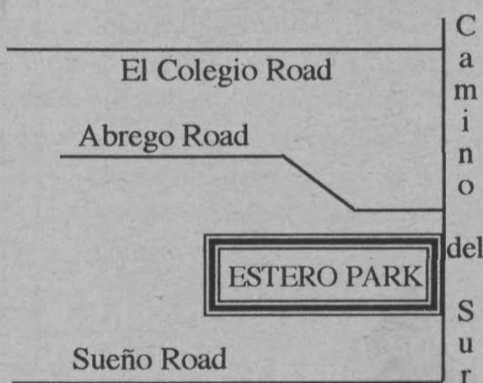 El Colegio Road
Abrego Road
ESTERO PARK
Sueño Road
Camino
del
Sur